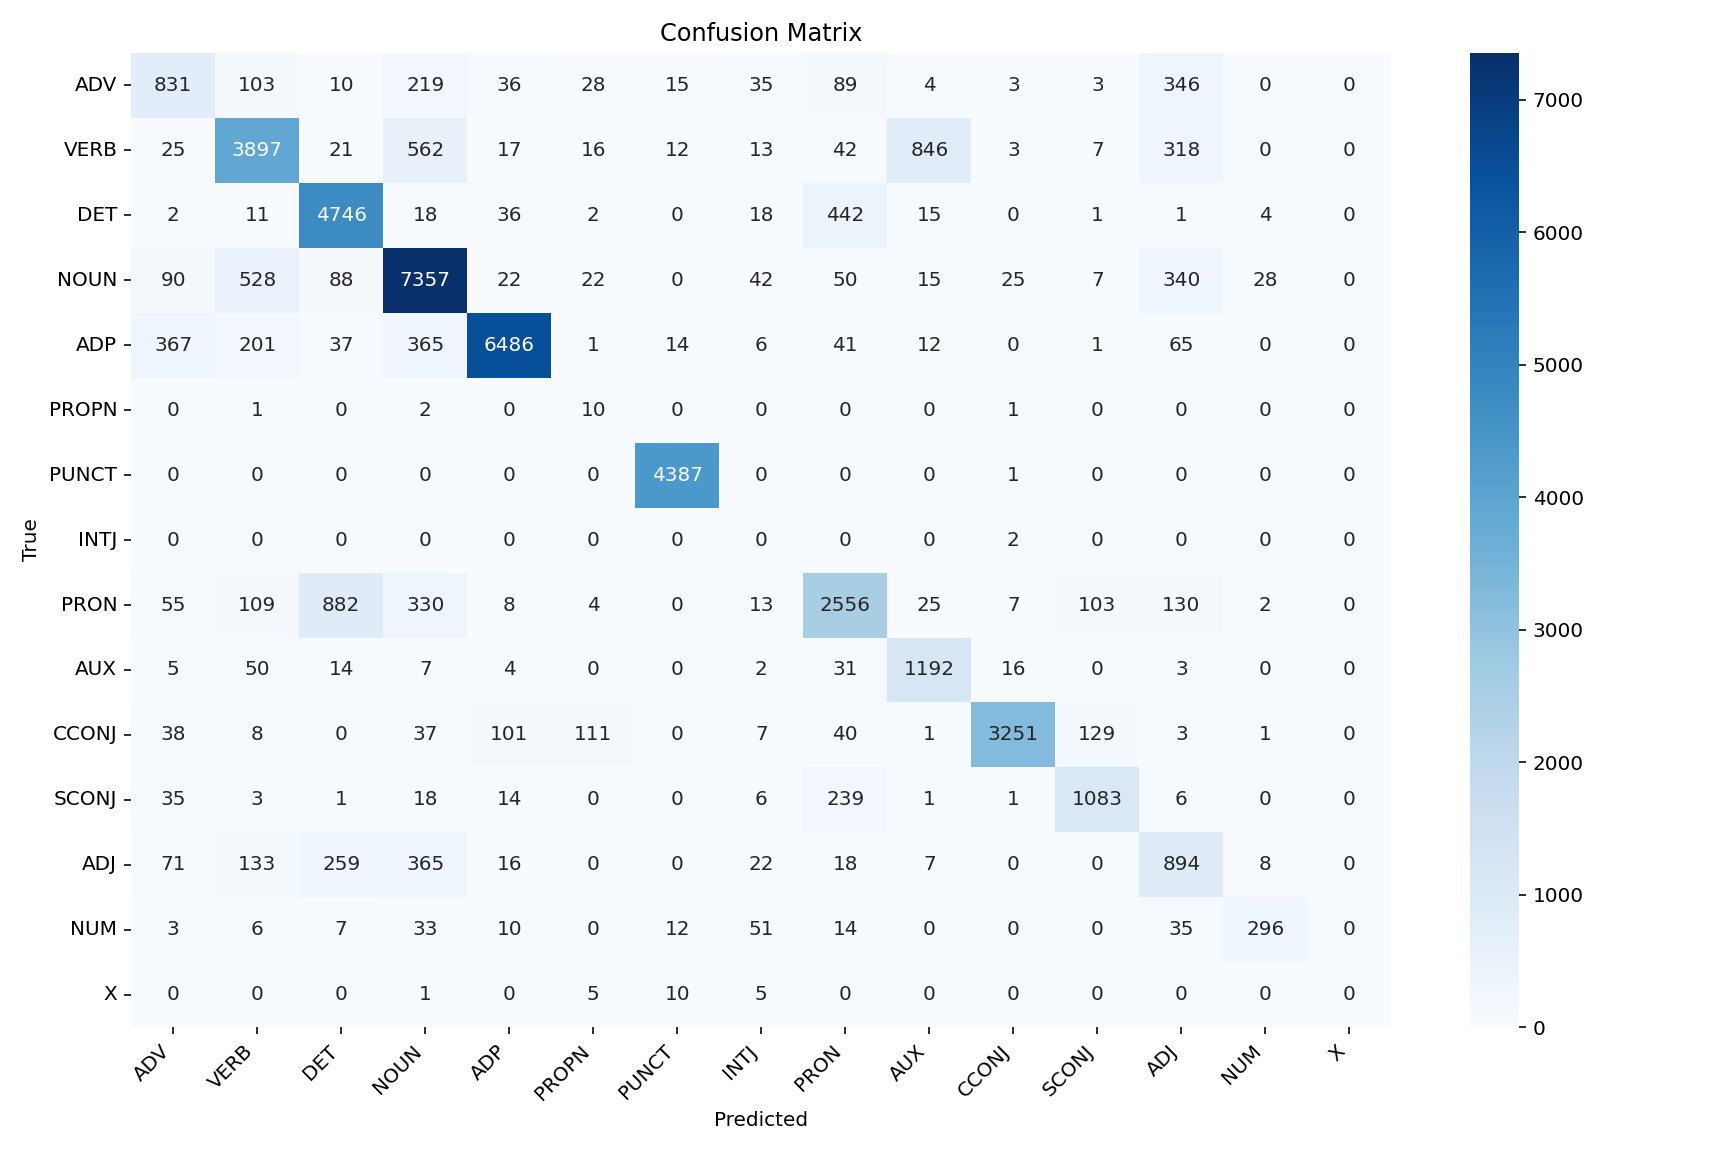 Confusion Matrix
ADV 831 103 10 219 36 28 15 35 89 4 3 3 346 0 0
VERB 25 3897 21 562 17 16 12 13 42 846 3 7 318 0 0
DET 2 11 4746 18 36 2 0 18 442 15 0 1 1 4 0
NOUN 90 528 88 7357 22 22 0 42 50 15 25 7 340 28 0
ADP 367 201 37 365 6486 1 14 6 41 12 0 1 65 0 0
PROPN 0 1 0 2 0 10 0 0 0 0 1 0 0 0 0
PUNCT 0 0 0 0 0 0 4387 0 0 0 1 0 0 0 0
INTJ 0 0 0 0 0 0 0 0 0 0 2 0 0 0 0
PRON 55 109 882 330 8 4 0 13 2556 25 7 103 130 2 0
AUX 5 50 14 7 4 0 0 2 31 1192 16 0 3 0 0
CCONJ 38 8 0 37 101 111 0 7 40 1 3251 129 3 1 0
SCONJ 35 3 1 18 14 0 0 6 239 1 1 1083 6 0 0
ADJ 71 133 259 365 16 0 0 22 18 7 0 0 894 8 0
NUM 3 6 7 33 10 0 12 51 14 0 0 0 35 296 0
X 0 0 0 1 0 5 10 5 0 0 0 0 0 0 0
ADV VERB DET NOUN ADP PROPN PUNCT INTJ PRON AUX CCONJ SCONJ ADJ NUM X
Predicted
True
7000
6000
5000
4000
3000
2000
1000
0